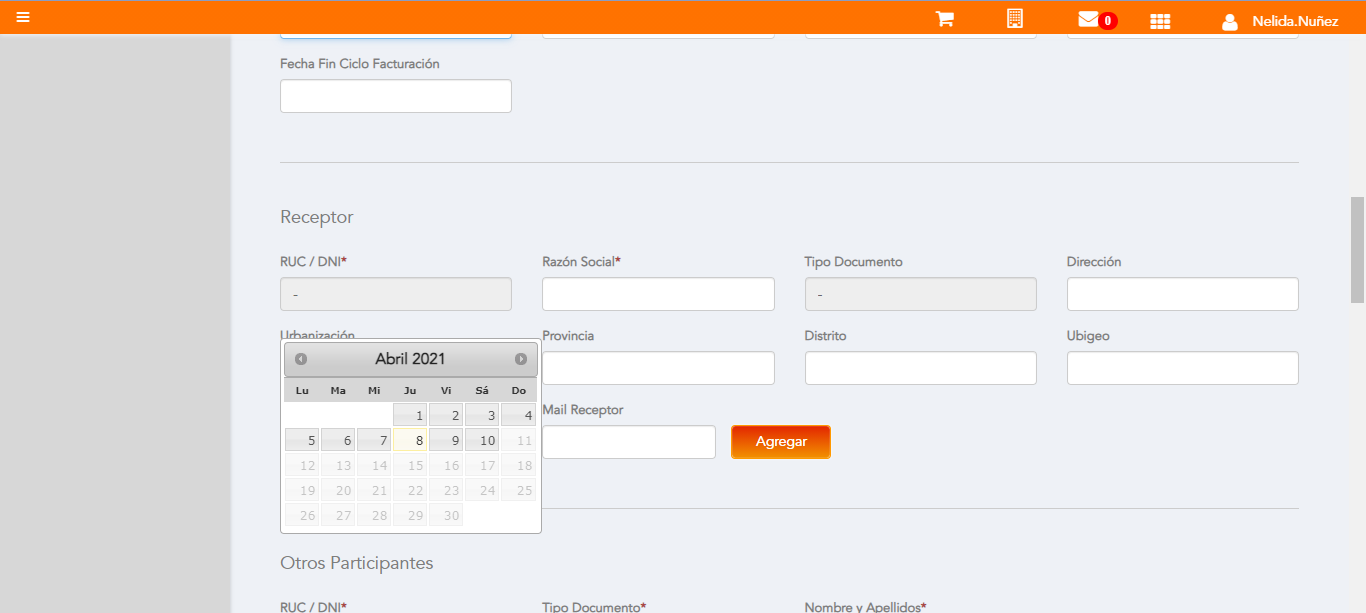 0 Nelida.Nuñez
Fecha Fin Ciclo Facturación
Receptor
RUC / DNI* Razón Social* Tipo Documento Dirección
- -
Urbanización Provincia Distrito Ubigeo
Abril 2021
Lu Ma Mi Ju Vi Sá Do
1 2 3 4
5 6 7 8 9 10 11
12 13 14 15 16 17 18
19 20 21 22 23 24 25
26 27 28 29 30
Mail Receptor
Agregar
Otros Participantes
RUC / DNI* Tipo Documento* Nombre y Apellidos*